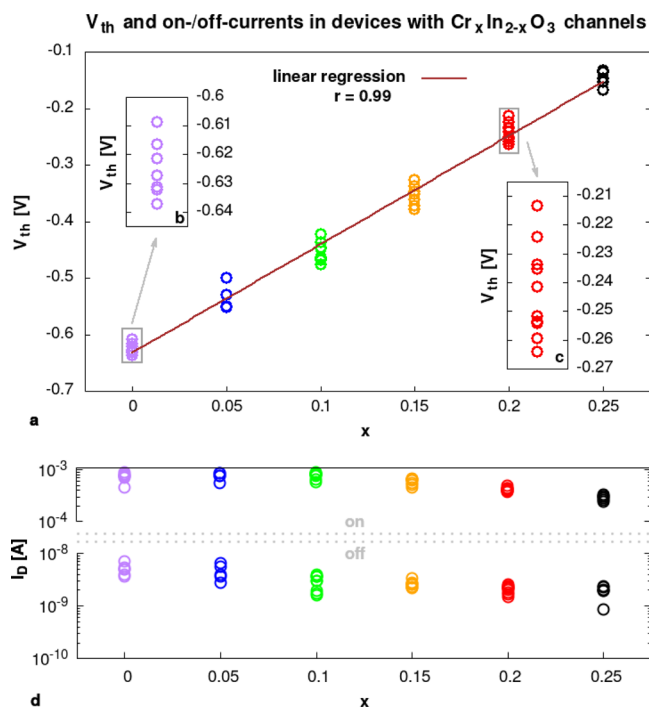 V_th and on-/off-currents in devices with Cr_xIn_2-xO_3 channels
-0.1
-0.2
-0.3
-0.4
-0.5
-0.6
-0.7
V_th [V]
linear regression
r = 0.99
-0.6
-0.61
-0.62
-0.63
-0.64
V_th [V]
b
-0.21
-0.22
-0.23
-0.24
-0.25
-0.26
-0.27
V_th [V]
c
0 0.05 0.1 0.15 0.2 0.25
a
x
10^-3
10^-4
on
off
10^-8
10^-9
10^-10
I_D [A]
0 0.05 0.1 0.15 0.2 0.25
d
x